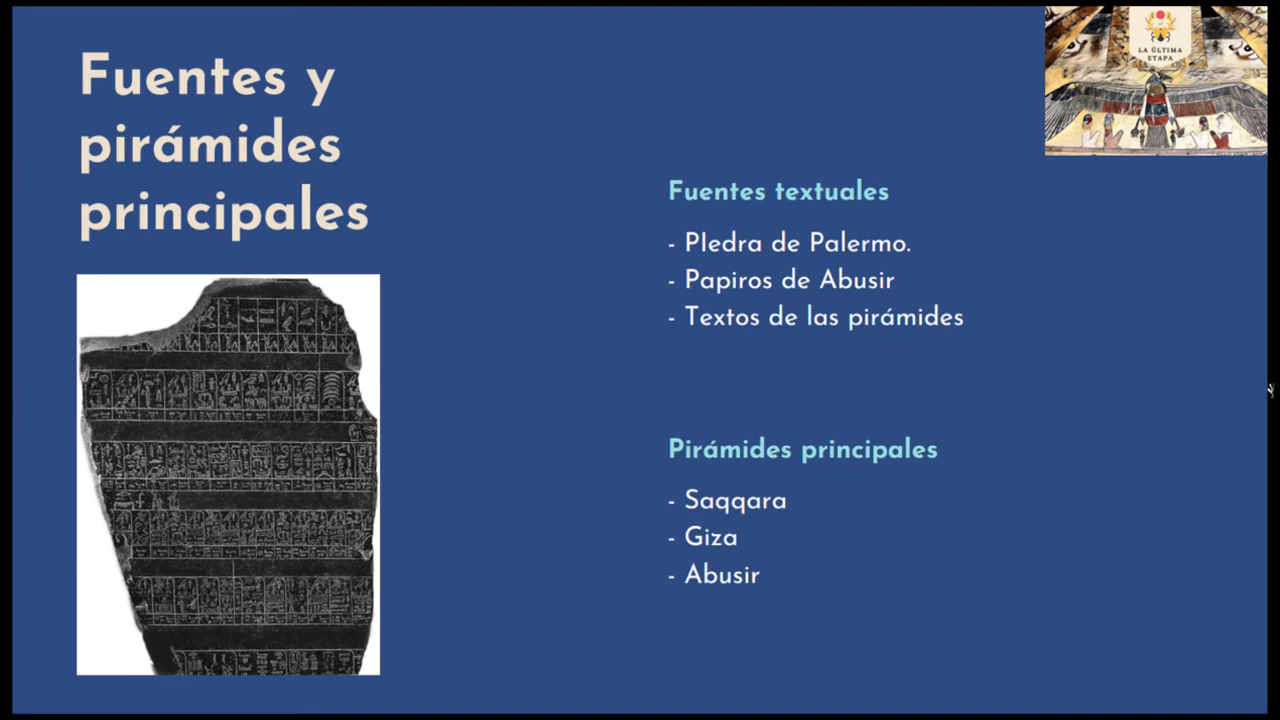 Fuentes y
pirámides
principales
LA ÚLTIMA
ETAPA
Fuentes textuales
- PIedra de Palermo.
- Papiros de Abusir
- Textos de las pirámides
Pirámides principales
- Saqqara
- Giza
- Abusir